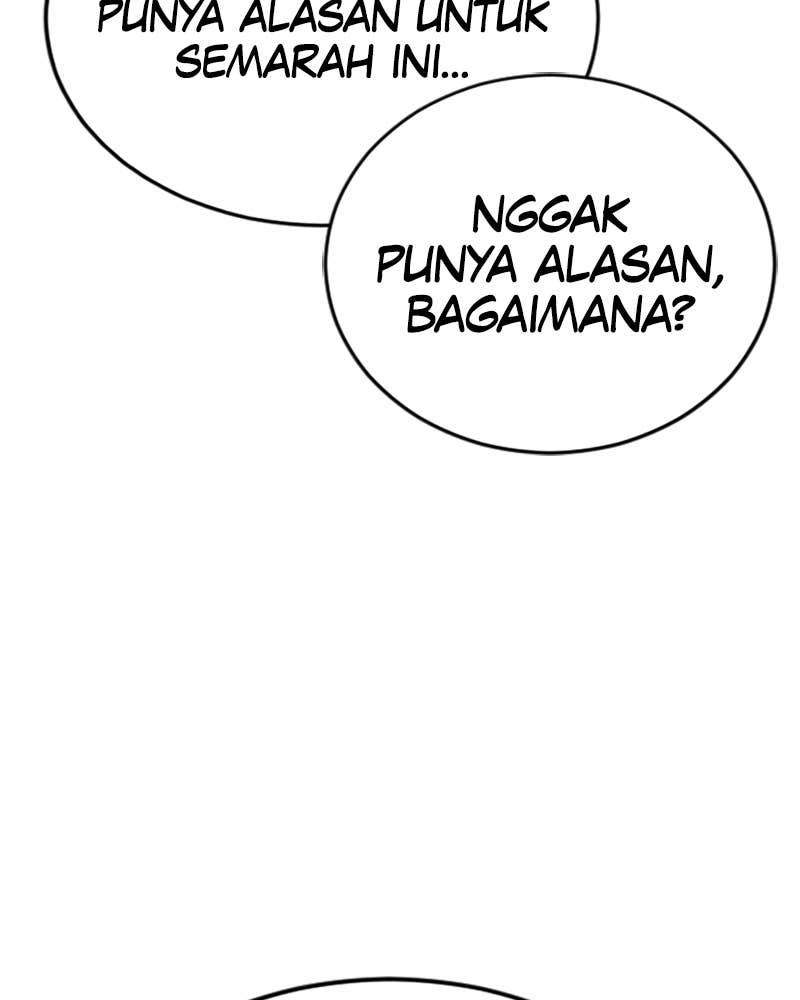 PUNYA ALASAN UNTUK
SEMARAH INI...
NGGAK
PUNYA ALASAN,
BAGAIMANA?